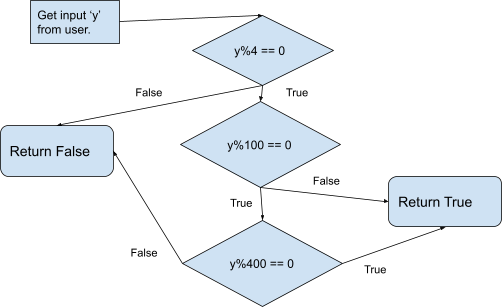 Get input ‘y’
from user.
y%4 == 0
False
True
Return False
y%100 == 0
False
True
Return True
False
y%400 == 0
True